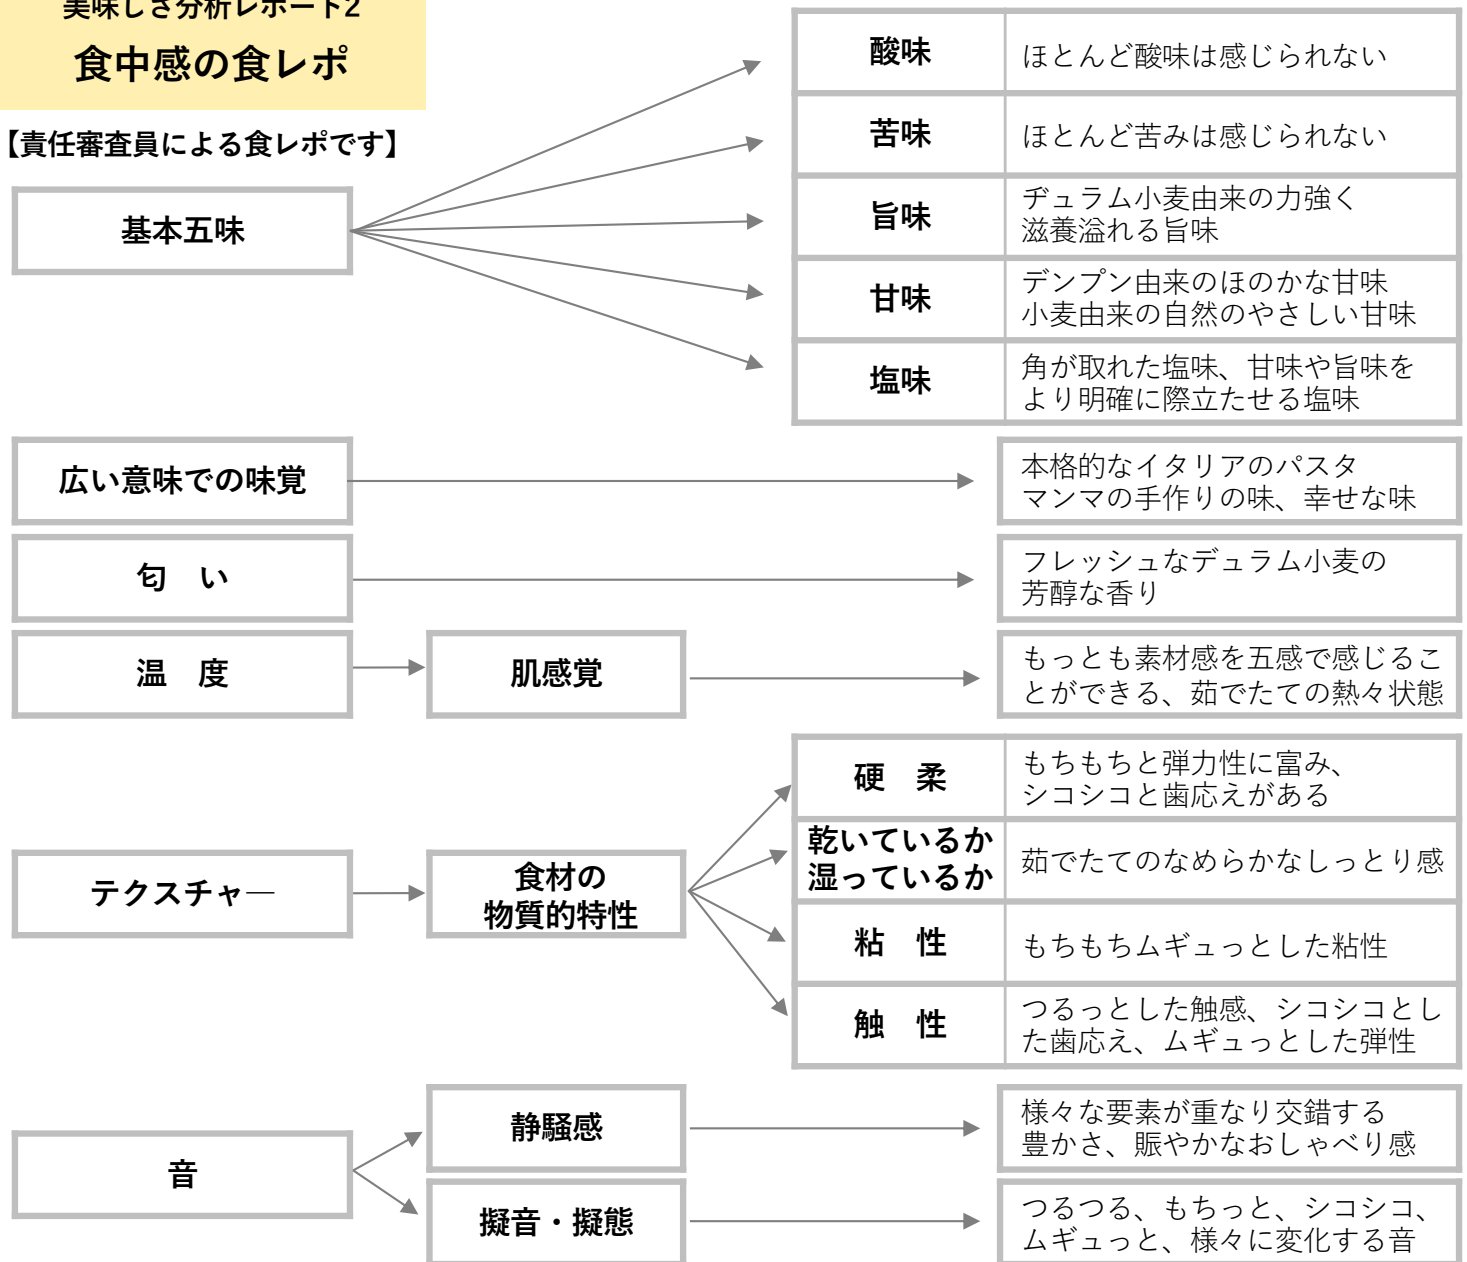 美味しさ分析レポート2
食中感の食レポ
【責任審査員による食レポです】
基本五味
酸味
ほとんど酸味は感じられない
苦味
ほとんど苦みは感じられない
旨味
ヂュラム小麦由来の力強く
滋養溢れる旨味
甘味
デンプン由来のほのかな甘味
小麦由来の自然のやさしい甘味
塩味
角が取れた塩味、甘味や旨味を
より明確に際立たせる塩味
広い意味での味覚
本格的なイタリアのパスタ
マンマの手作りの味、幸せな味
匂　い
フレッシュなデュラム小麦の
芳醇な香り
温　度
肌感覚
もっとも素材感を五感で感じるこ
とができる、茹でたての熱々状態
テクスチャ―
食材の
物質的特性
硬　柔
もちもちと弾力性に富み、
シコシコと歯応えがある
乾いているか
湿っているか
茹でたてのなめらかなしっとり感
粘　性
もちもちムギュっとした粘性
触　性
つるっとした触感、シコシコとし
た歯応え、ムギュっとした弾性
音
静騒感
様々な要素が重なり交錯する
豊かさ、賑やかなおしゃべり感
擬音・擬態
つるつる、もちっと、シコシコ、
ムギュっと、様々に変化する音